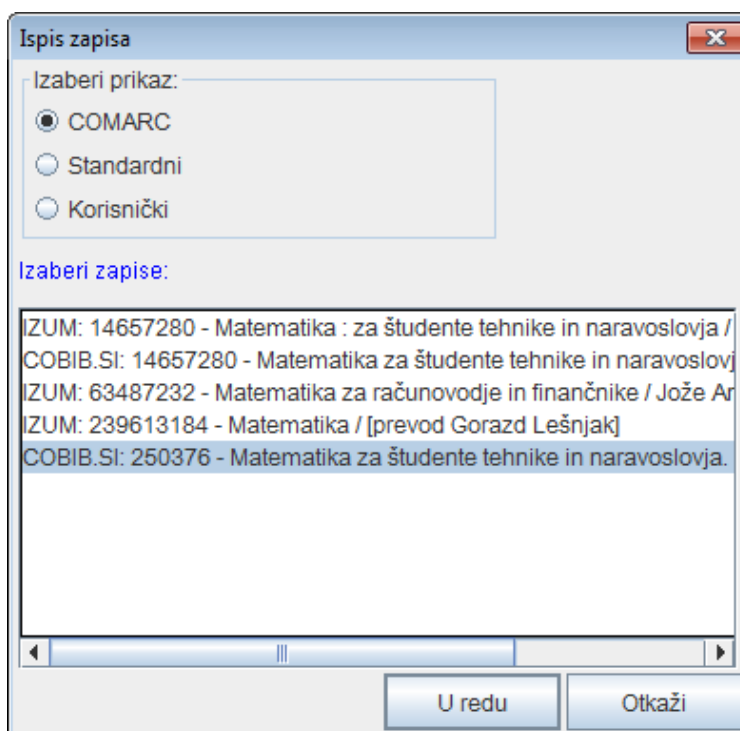 Ispis zapisa
Izaberi prikaz:
COMARC
Standardni
Korisnički
Izaberi zapise:
IZUM: 14657280 - Matematika : za študente tehnike in naravoslovja /
COBIB.SI: 14657280 - Matematika za študente tehnike in naravoslovj
IZUM: 63487232 - Matematika za računovodje in finančnike / Jože Ar
IZUM: 239613184 - Matematika / [prevod Gorazd Lešnjak]
COBIB.SI: 250376 - Matematika za študente tehnike in naravoslovja.
U redu
Otkaži